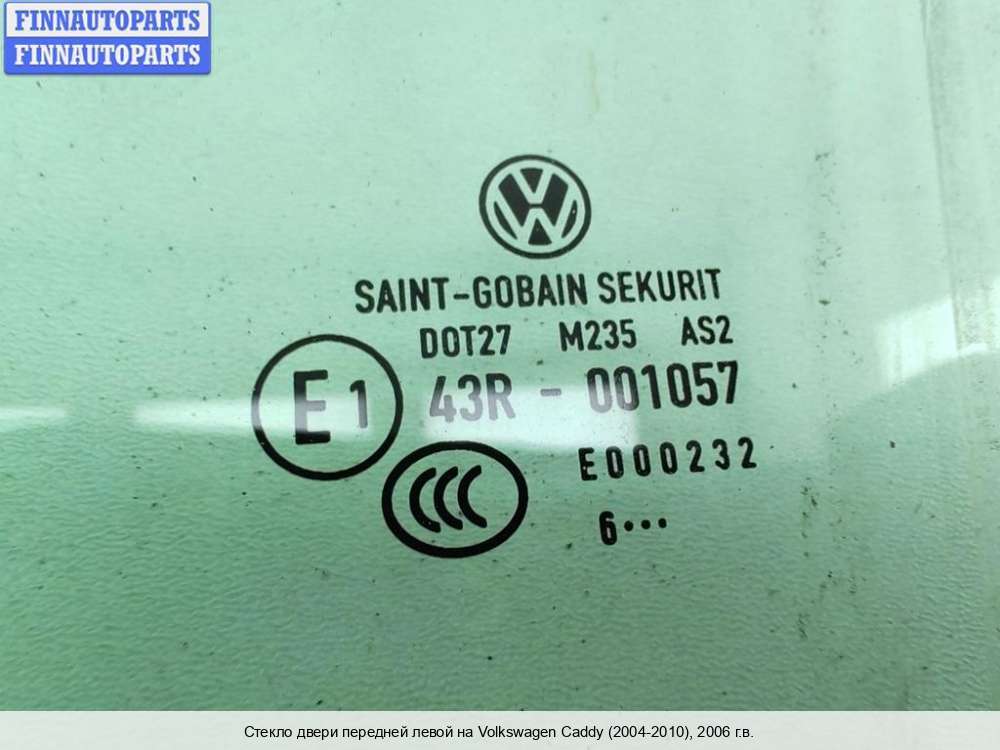 FINNAUTOPARTS
FINNAUTOPARTS
SAINT-GOBAIN SEKURIT
DOT27 M235 AS2
E1 43R - 001057
CCC E000232
6•••
Стекло двери передней левой на Volkswagen Caddy (2004-2010), 2006 г.в.